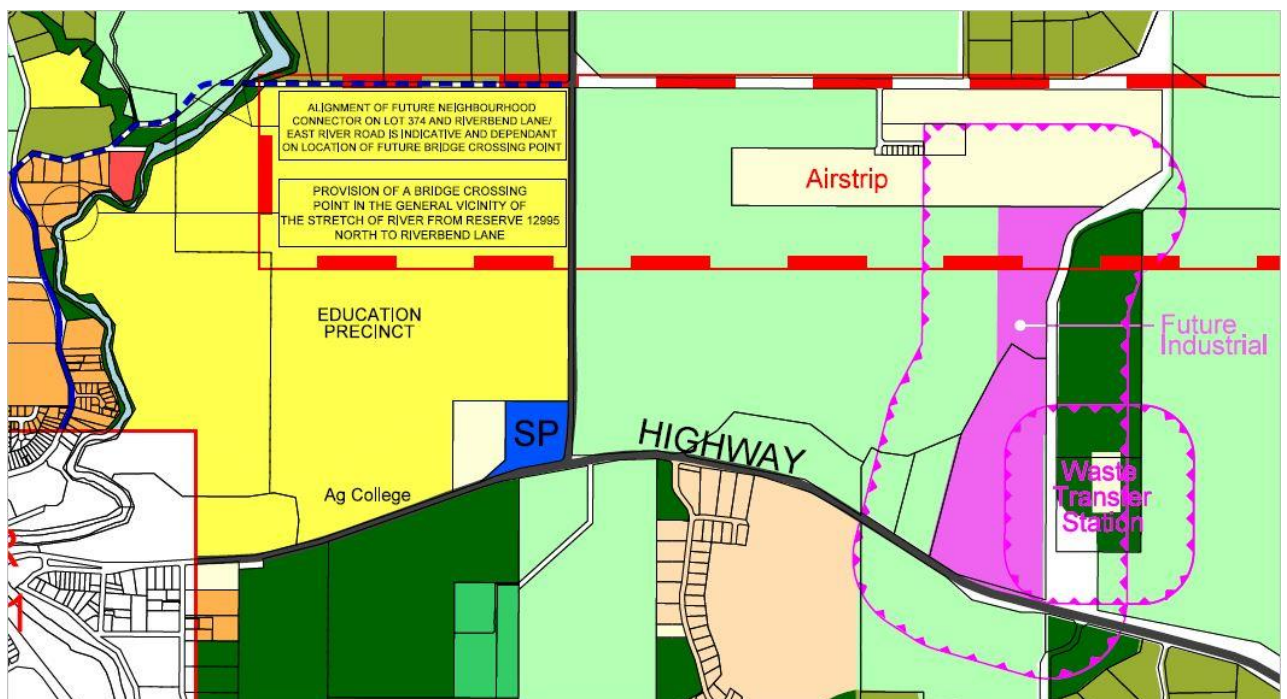 ALIGNMENT OF FUTURE NEIGHBOURHOOD
CONNECTOR ON LOT 374 AND RIVERBEND LANE/
EAST RIVER ROAD IS INDICATIVE AND DEPENDANT
ON LOCATION OF FUTURE BRIDGE CROSSING POINT
PROVISION OF A BRIDGE CROSSING
POINT IN THE GENERAL VICINITY OF
THE STRETCH OF RIVER FROM RESERVE 12995
NORTH TO RIVERBEND LANE
Airstrip
EDUCATION
PRECINCT
Future
Industrial
SP
HIGHWAY
Waste
Transfer
Station
Ag College
1